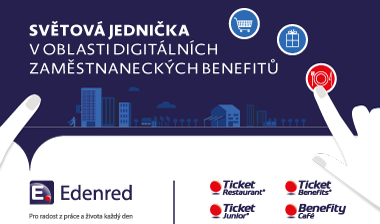 SVĚTOVÁ JEDNIČKA
V OBLASTI DIGITÁLNÍCH
ZAMĚSTNANECKÝCH BENEFITŮ
E Edenred
Pro radost z práce a života každý den
Ticket Restaurant®
Ticket Benefits®
Ticket Junior®
Benefity Café